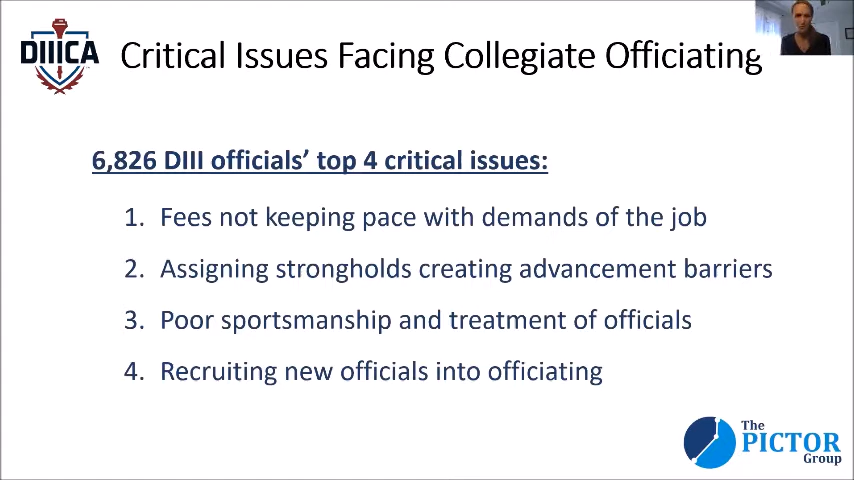 DIIICA
Critical Issues Facing Collegiate Officiating
6,826 DIII officials’ top 4 critical issues:
1. Fees not keeping pace with demands of the job
2. Assigning strongholds creating advancement barriers
3. Poor sportsmanship and treatment of officials
4. Recruiting new officials into officiating
The
PICTOR
Group